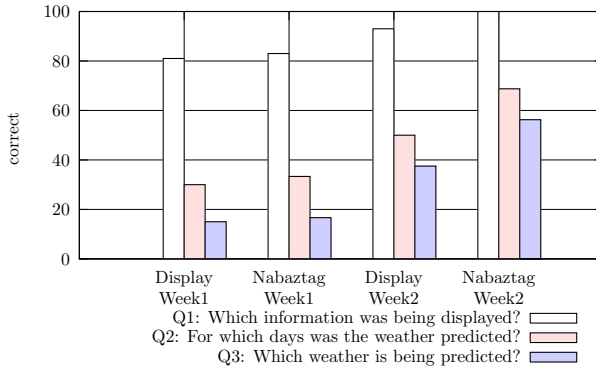 100
80
60
40
20
0
correct
Display Nabaztag Display Nabaztag
Week1 Week1 Week2 Week2
Q1: Which information was being displayed?
Q2: For which days was the weather predicted?
Q3: Which weather is being predicted?